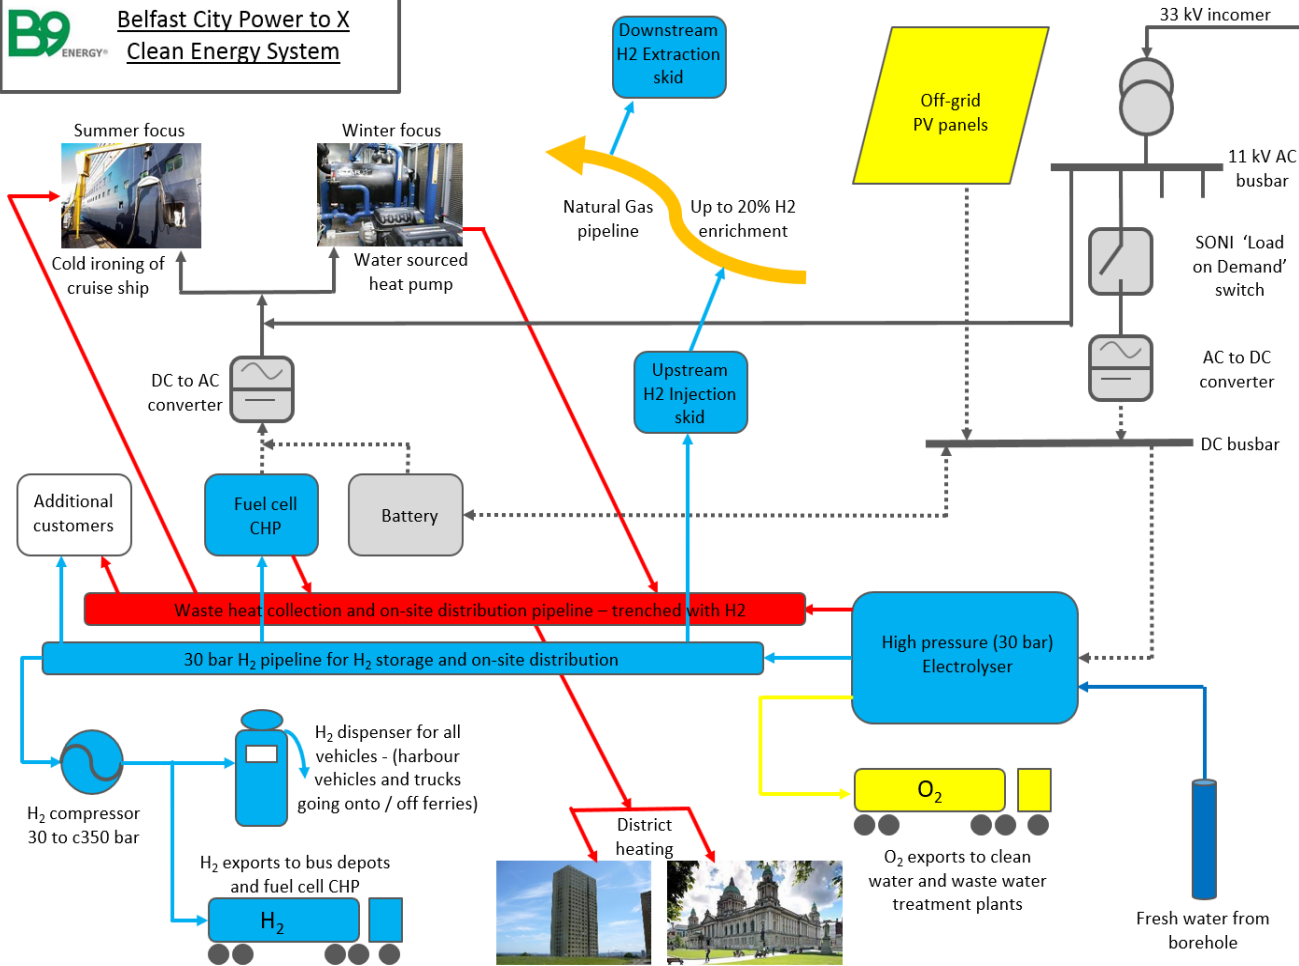 B9
ENERGY®
Belfast City Power to X
Clean Energy System
Downstream
H2 Extraction
skid
33 kV incomer
Off-grid
PV panels
Summer focus
Winter focus
11 kV AC
busbar
Natural Gas
pipeline
Up to 20% H2
enrichment
SONI ‘Load
on Demand’
switch
Cold ironing of
cruise ship
Water sourced
heat pump
DC to AC
converter
Upstream
H2 Injection
skid
AC to DC
converter
DC busbar
Additional
customers
Fuel cell
CHP
Battery
Waste heat collection and on-site distribution pipeline – trenched with H2
30 bar H₂ pipeline for H₂ storage and on-site distribution
High pressure (30 bar)
Electrolyser
H₂ dispenser for all
vehicles - (harbour
vehicles and trucks
going onto / off ferries)
H₂ compressor
30 to c350 bar
O₂
District
heating
H₂ exports to bus depots
and fuel cell CHP
H₂
O₂ exports to clean
water and waste water
treatment plants
Fresh water from
borehole